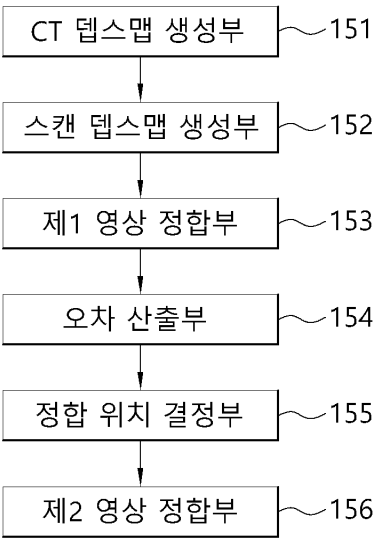 CT 뎁스맵 생성부 151
스캔 뎁스맵 생성부 152
제1 영상 정합부 153
오차 산출부 154
정합 위치 결정부 155
제2 영상 정합부 156